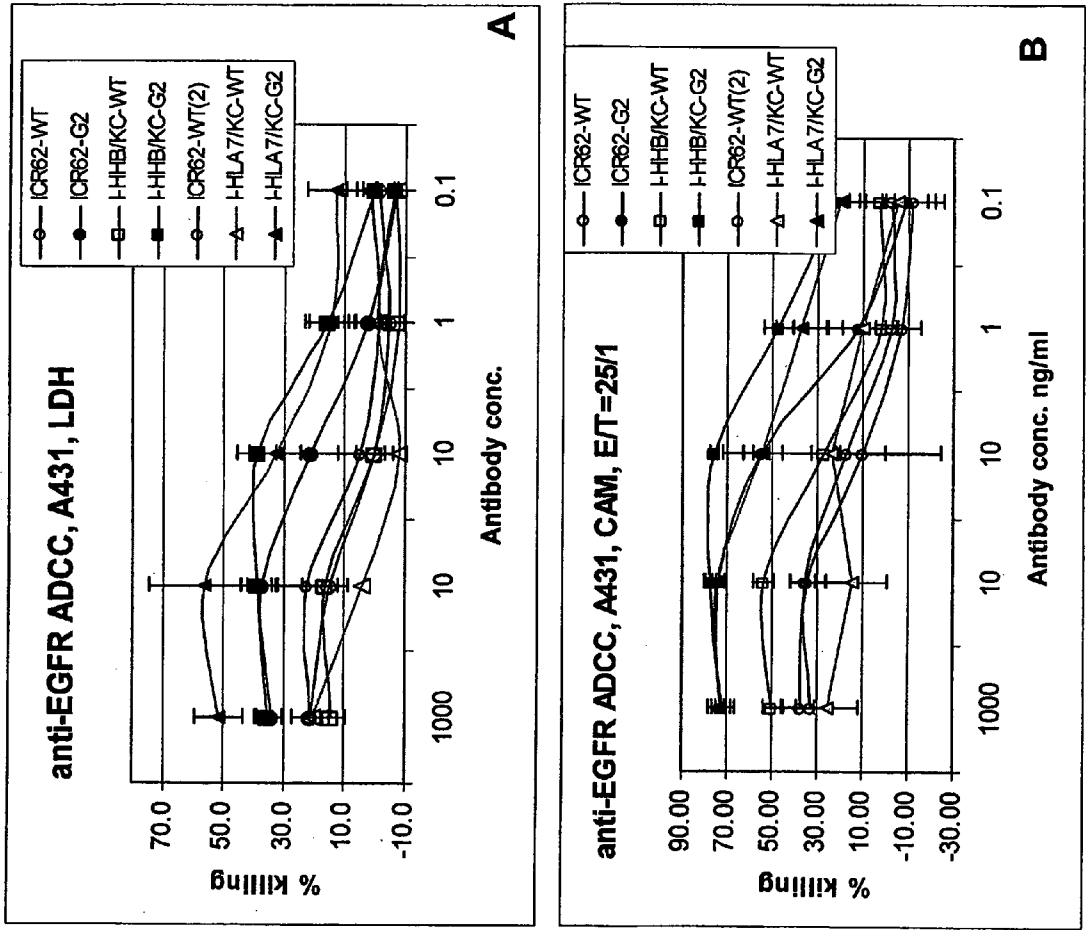 anti-EGFR ADCC, A431, LDH
ICR62-WT
ICR62-G2
I-HHB/KC-WT
I-HHB/KC-G2
ICR62-WT(2)
I-HLA7/KC-WT
I-HLA7/KC-G2
% killing
70.0
50.0
30.0
10.0
-10.0
1000
10
10
1
0.1
Antibody conc.
A
anti-EGFR ADCC, A431, CAM, E/T=25/1
ICR62-WT
ICR62-G2
I-HHB/KC-WT
I-HHB/KC-G2
ICR62-WT(2)
I-HLA7/KC-WT
I-HLA7/KC-G2
% killing
90.00
70.00
50.00
30.00
10.00
-10.00
-30.00
1000
10
10
1
0.1
Antibody conc. ng/ml
B